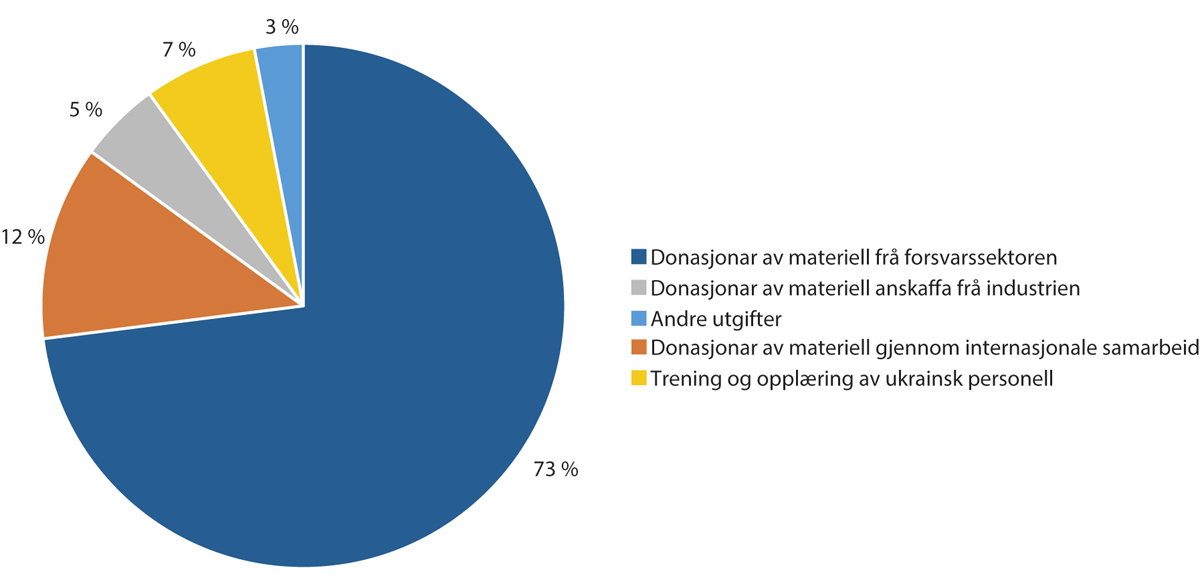 3 %
7 %
5 %
12 %
73 %
Donasjonar av materiell frå forsvarssektoren
Donasjonar av materiell anskaffa frå industrien
Andre utgifter
Donasjonar av materiell gjennom internasjonale samarbeid
Trening og opplæring av ukrainsk personell